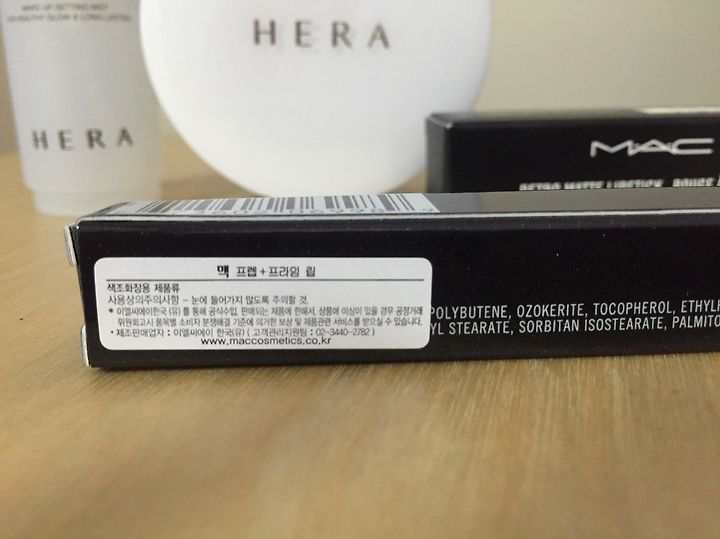 MAKE UP SETTING MIST
HERA
HERA
MAC
RETRO MATTE LIPSTICK ROUGE
맥 프렙+프라임 립
색조화장용 제품류
사용상의주의사항 - 눈에 들어가지 않도록 주의할 것.
* 이엘씨에이한국 (유) 를 통해 공식수입, 판매되는 제품에 한해서, 상품에 이상이 있을 경우 공정거래
위원회고시 품목별 소비자 분쟁해결 기준에 의거한 보상 및 제품관련 서비스를 받으실 수 있습니다.
* 제조판매업자 : 이엘씨에이 한국(유) ( 고객관리지원팀 : 02-3440-2782 )
www.maccosmetics.co.kr
POLYBUTENE, OZOKERITE, TOCOPHEROL, ETHYL
YL STEARATE, SORBITAN ISOSTEARATE, PALMITO